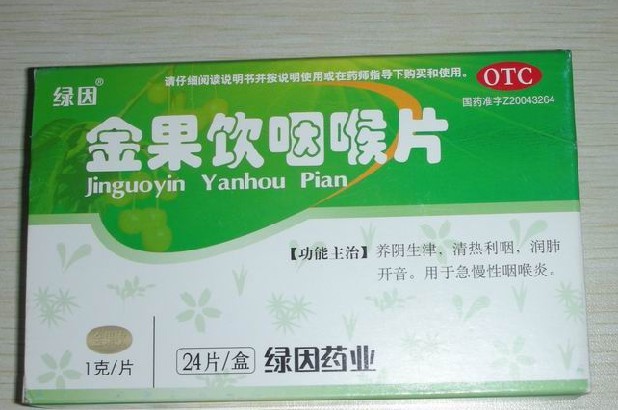 绿因®
请仔细阅读说明书并按说明使用或在药师指导下购买和使用。
OTC
国药准字Z20043264
金果饮咽喉片
Jinguoyin Yanhou Pian
【功能主治】养阴生津，清热利咽，润肺
开音。用于急慢性咽喉炎。
金果饮
1克/片
24片/盒
绿因药业